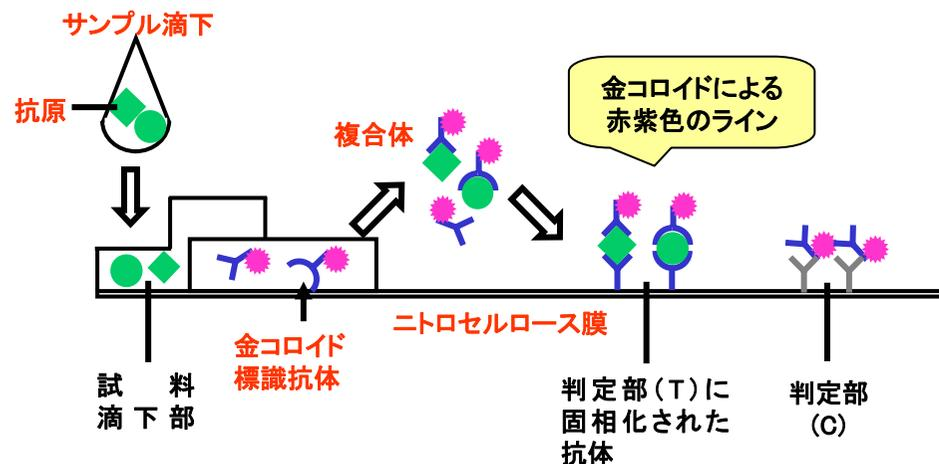 サンプル滴下
抗原
複合体
金コロイドによる
赤紫色のライン
金コロイド
標識抗体
ニトロセルロース膜
試　料
滴 下 部
判定部(T)に
固相化された
抗体
判定部
(C)